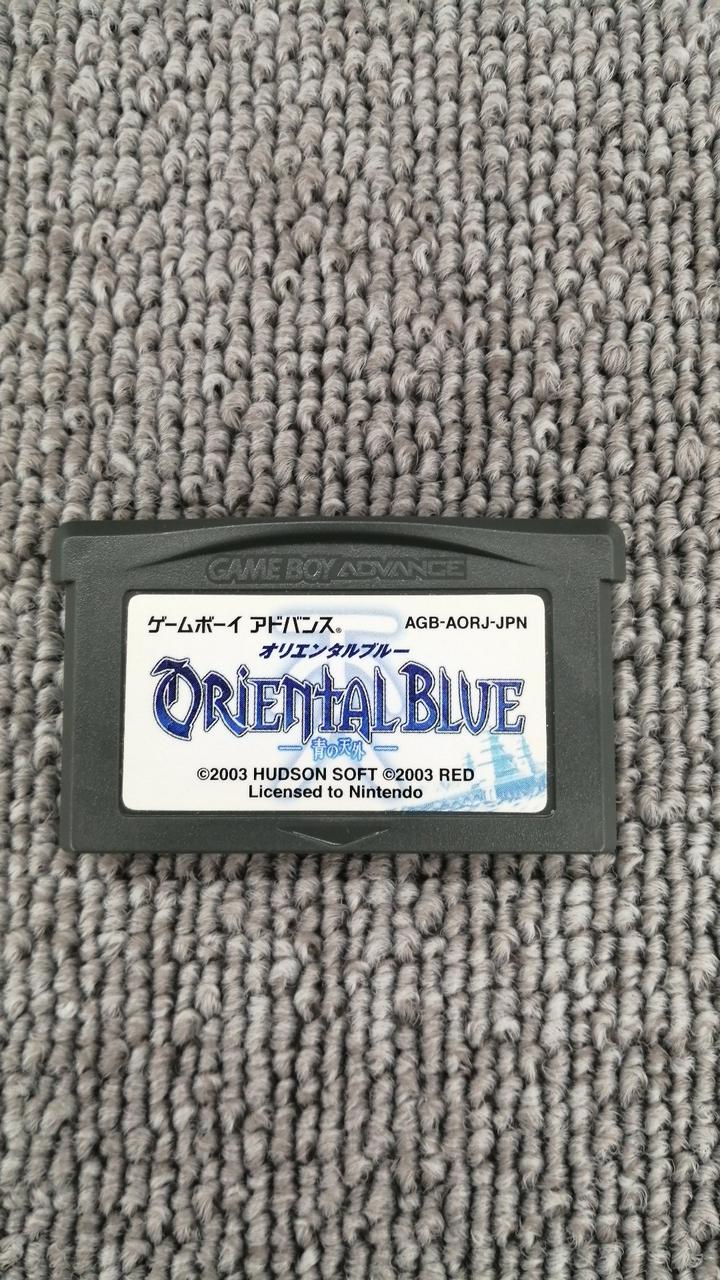 GAME BOY ADVANCE
ゲームボーイ アドバンス® AGB-AORJ-JPN
オリエンタルブルー
ORIENTAL BLUE
— 青の天外 —
©2003 HUDSON SOFT ©2003 RED
Licensed to Nintendo